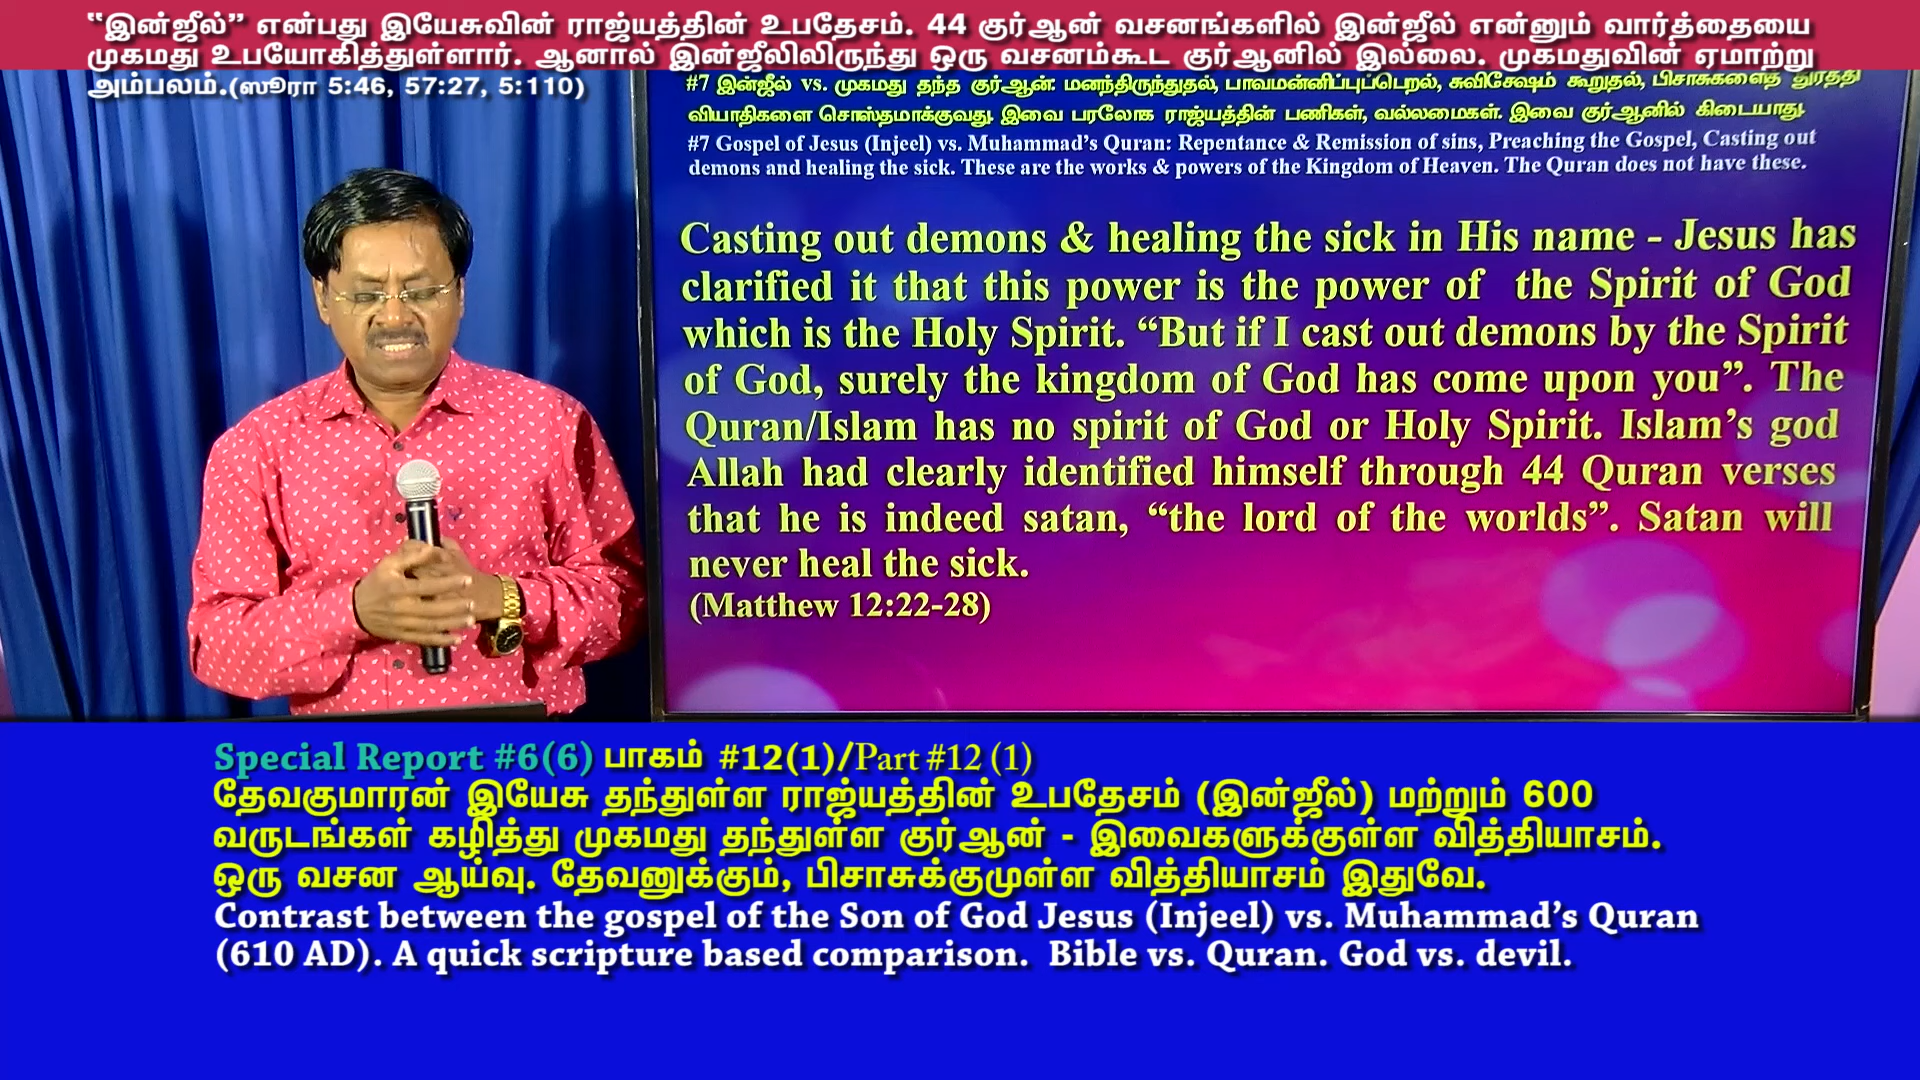 “இன்ஜீல்” என்பது இயேசுவின் ராஜ்யத்தின் உபதேசம். 44 குர்ஆன் வசனங்களில் இன்ஜீல் என்னும் வார்த்தையை
முகமது உபயோகித்துள்ளார். ஆனால் இன்ஜீலிலிருந்து ஒரு வசனம்கூட குர்ஆனில் இல்லை. முகமதுவின் ஏமாற்று
அம்பலம்.(ஸூரா 5:46, 57:27, 5:110)
#7 இன்ஜீல் vs. முகமது தந்த குர்ஆன்: மனந்திருந்துதல், பாவமன்னிப்புப்பெறல், சுவிசேஷம் கூறுதல், பிசாசுகளைத் துரத்தி
வியாதிகளை சொஸ்தமாக்குவது. இவை பரலோக ராஜ்யத்தின் பணிகள், வல்லமைகள். இவை குர்ஆனில் கிடையாது.
#7 Gospel of Jesus (Injeel) vs. Muhammad’s Quran: Repentance & Remission of sins, Preaching the Gospel, Casting out
demons and healing the sick. These are the works & powers of the Kingdom of Heaven. The Quran does not have these.
Casting out demons & healing the sick in His name - Jesus has
clarified it that this power is the power of the Spirit of God
which is the Holy Spirit. “But if I cast out demons by the Spirit
of God, surely the kingdom of God has come upon you”. The
Quran/Islam has no spirit of God or Holy Spirit. Islam’s god
Allah had clearly identified himself through 44 Quran verses
that he is indeed satan, “the lord of the worlds”. Satan will
never heal the sick.
(Matthew 12:22-28)
Special Report #6(6) பாகம் #12(1)/Part #12 (1)
தேவகுமாரன் இயேசு தந்துள்ள ராஜ்யத்தின் உபதேசம் (இன்ஜீல்) மற்றும் 600
வருடங்கள் கழித்து முகமது தந்துள்ள குர்ஆன் - இவைகளுக்குள்ள வித்தியாசம்.
ஒரு வசன ஆய்வு. தேவனுக்கும், பிசாசுக்குமுள்ள வித்தியாசம் இதுவே.
Contrast between the gospel of the Son of God Jesus (Injeel) vs. Muhammad’s Quran
(610 AD). A quick scripture based comparison. Bible vs. Quran. God vs. devil.